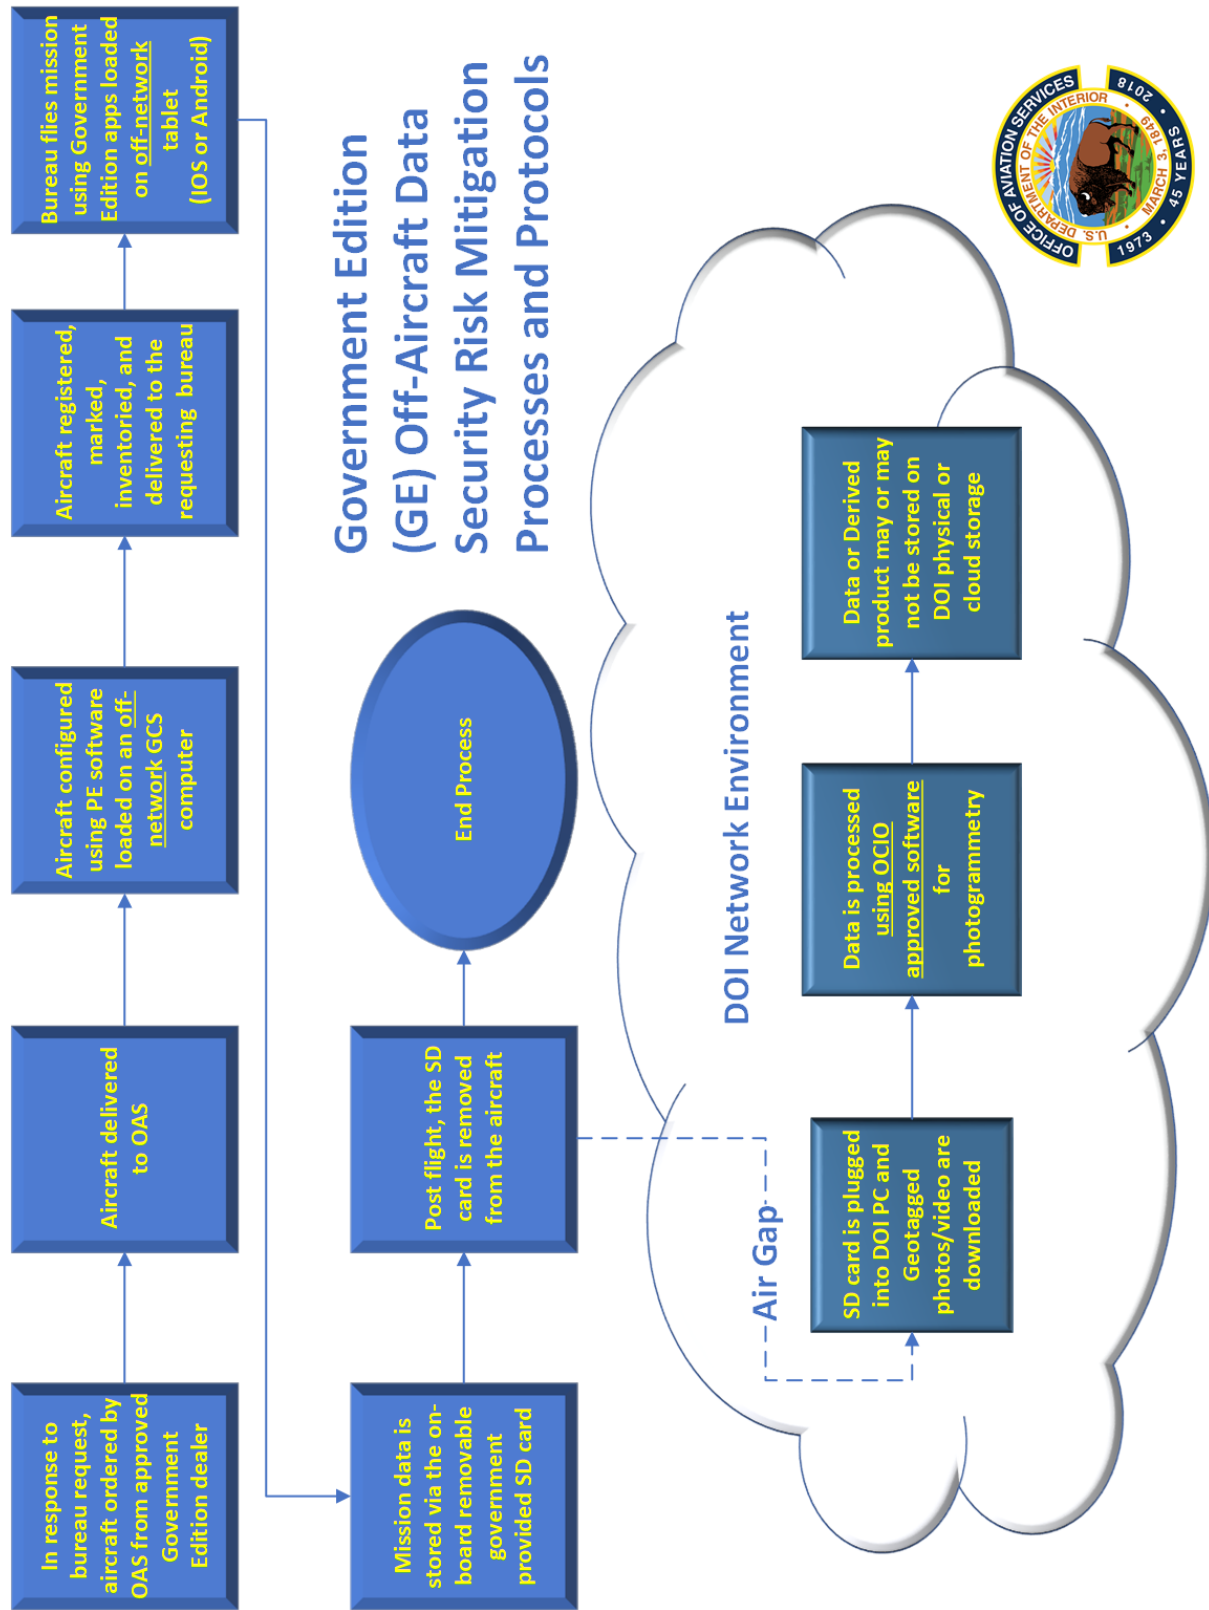 In response to
bureau request,
aircraft ordered by
OAS from approved
Government
Edition dealer
Aircraft delivered
to OAS
Aircraft configured
using PE software
loaded on an off-
network GCS
computer
Aircraft registered,
marked,
inventoried, and
delivered to the
requesting bureau
Bureau flies mission
using Government
Edition apps loaded
on off-network
tablet
(IOS or Android)
Mission data is
stored via the on-
board removable
government
provided SD card
Post flight, the SD
card is removed
from the aircraft
End Process
Government Edition
(GE) Off-Aircraft Data
Security Risk Mitigation
Processes and Protocols
DOI Network Environment
Air Gap
SD card is plugged
into DOI PC and
Geotagged
photos/video are
downloaded
Data is processed
using OCIO
approved software
for
photogrammetry
Data or Derived
product may or may
not be stored on
DOI physical or
cloud storage
OFFICE OF AVIATION SERVICES
U.S. DEPARTMENT OF THE INTERIOR
MARCH 3, 1849
1973 • 45 YEARS • 2018